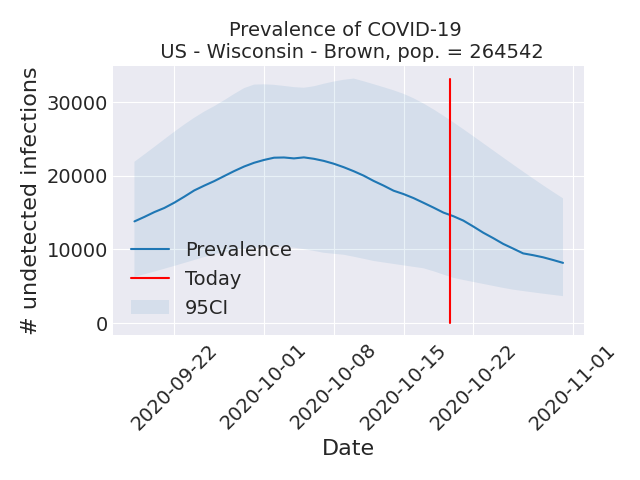 Prevalence of COVID-19
US - Wisconsin - Brown, pop. = 264542
# undetected infections
30000
20000
10000
0
Prevalence
Today
95CI
2020-09-22
2020-10-01
2020-10-08
2020-10-15
2020-10-22
2020-11-01
Date